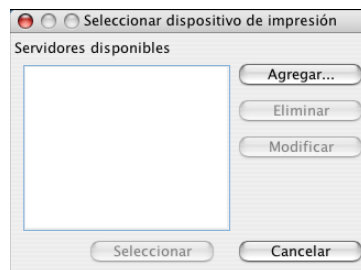 Seleccionar dispositivo de impresión
Servidores disponibles
Agregar...
Eliminar
Modificar
Seleccionar
Cancelar